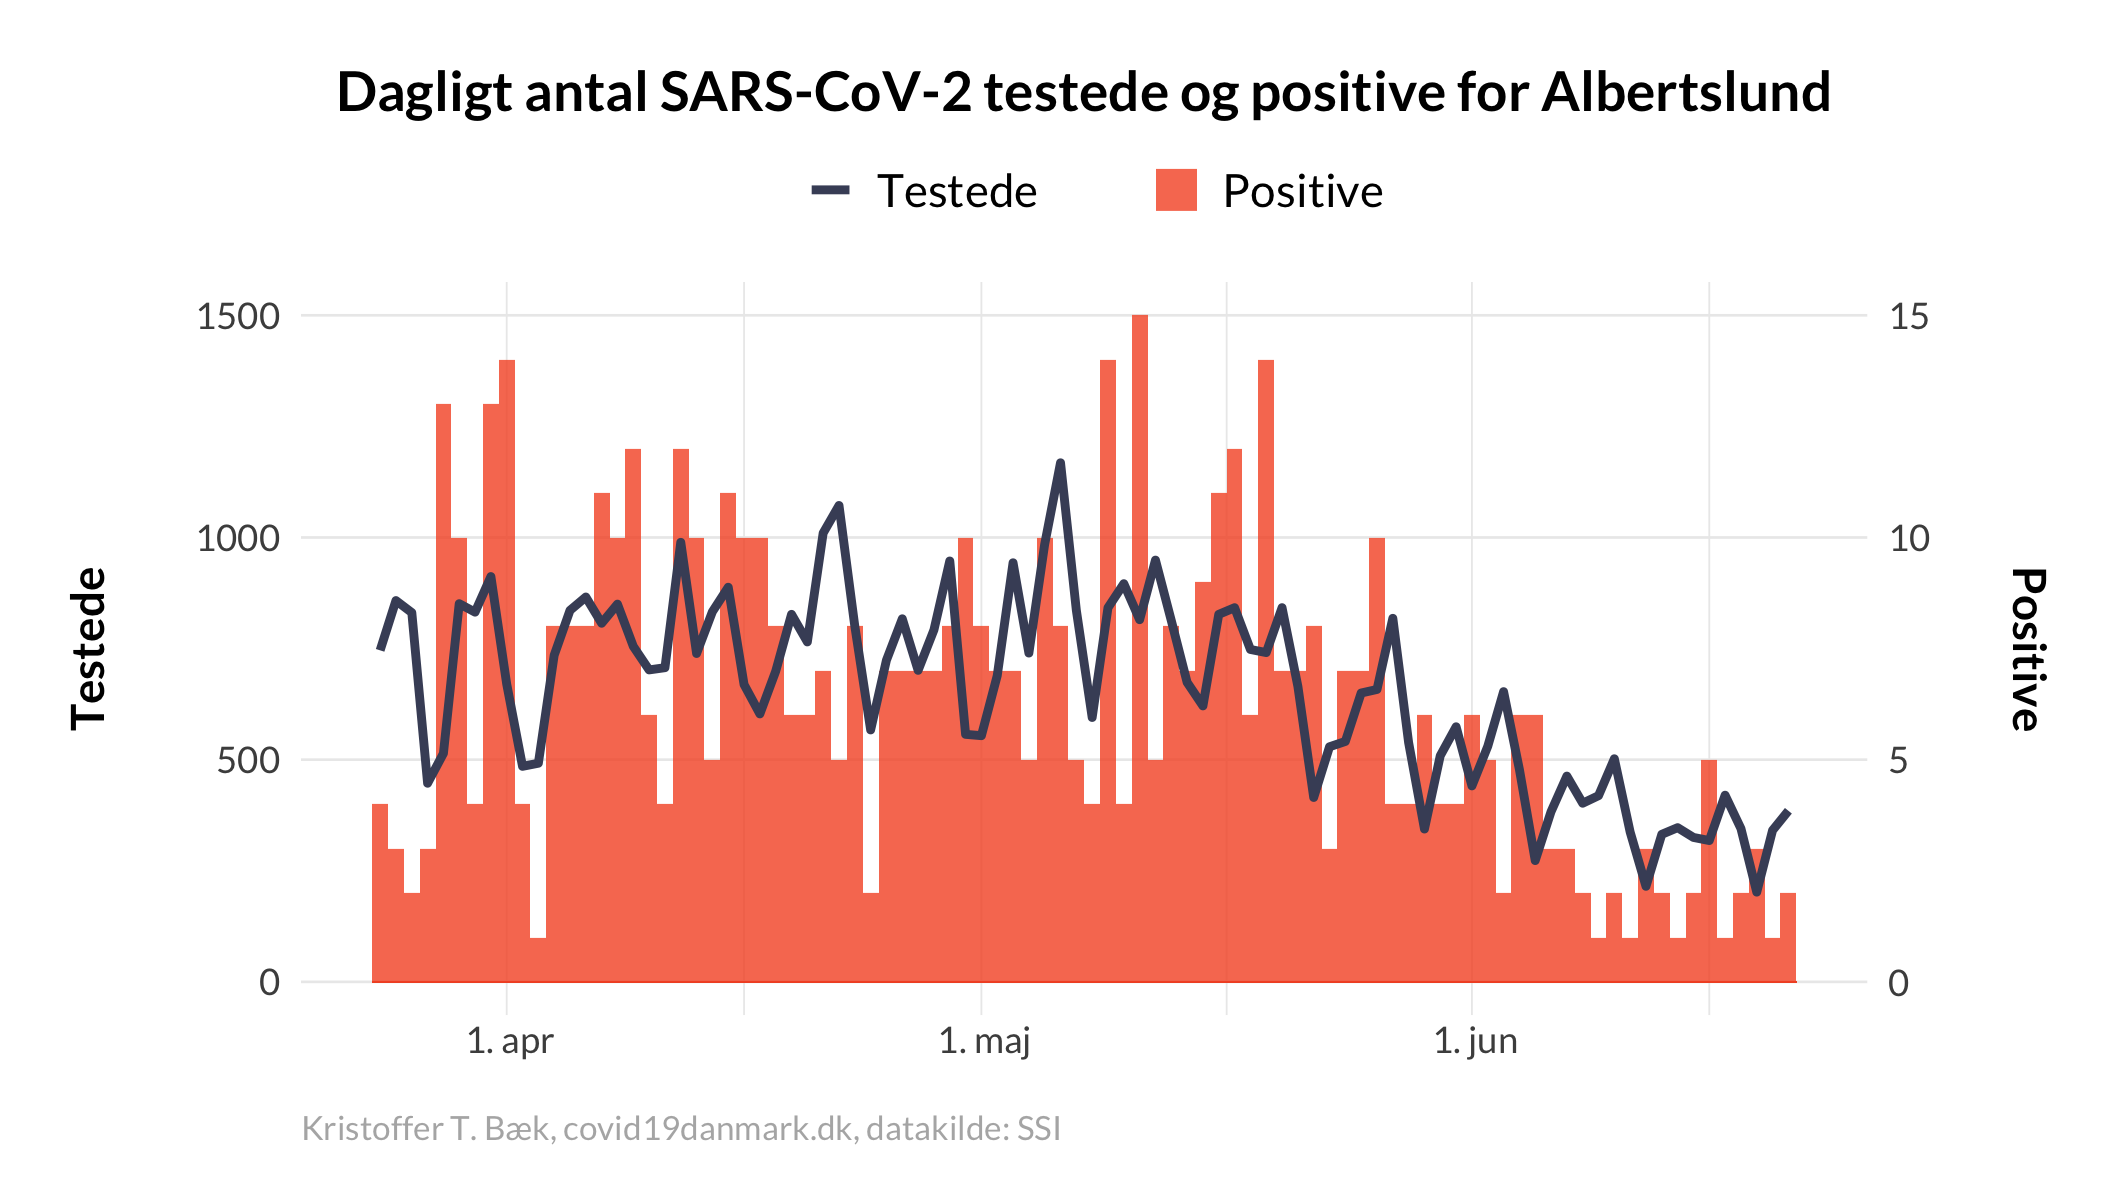 Dagligt antal SARS-CoV-2 testede og positive for Albertslund
Testede Positive
1500 15
1000 10
Testede Positive
500 5
0 0
1. apr 1. maj 1. jun
Kristoffer T. Bæk, covid19danmark.dk, datakilde: SSI